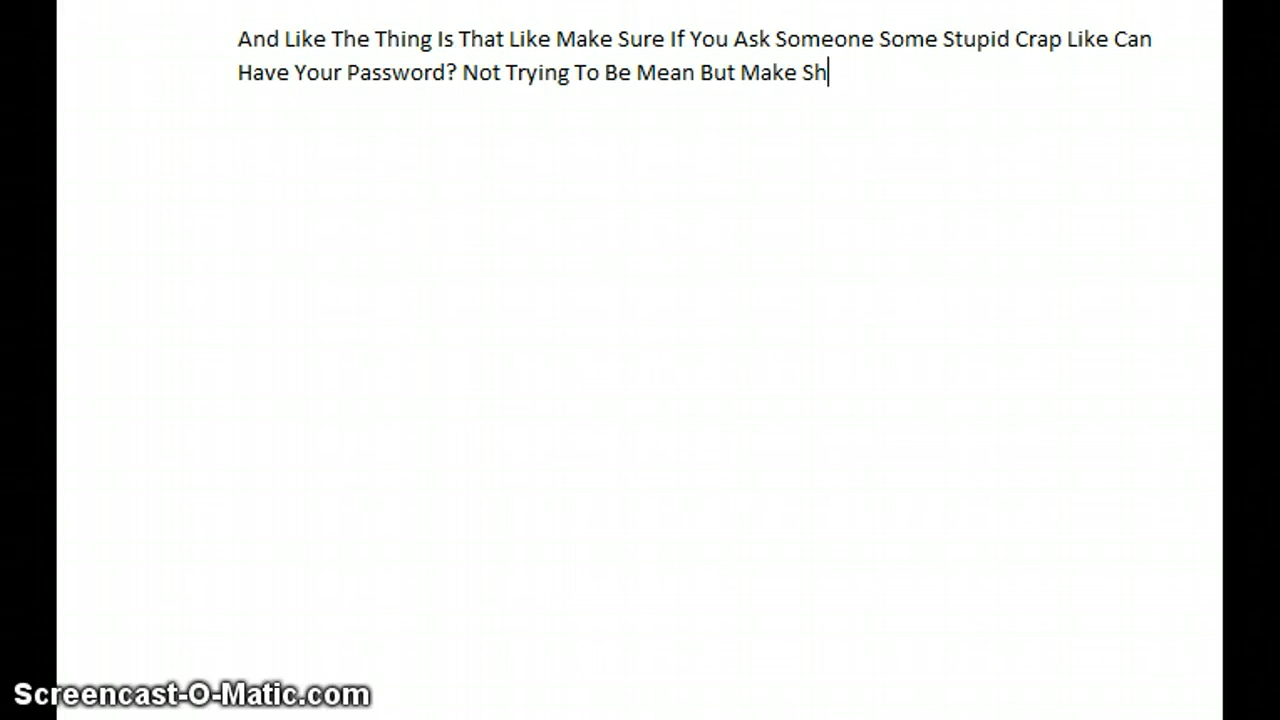 And Like The Thing Is That Like Make Sure If You Ask Someone Some Stupid Crap Like Can
Have Your Password? Not Trying To Be Mean But Make Sh
Screencast-O-Matic.com